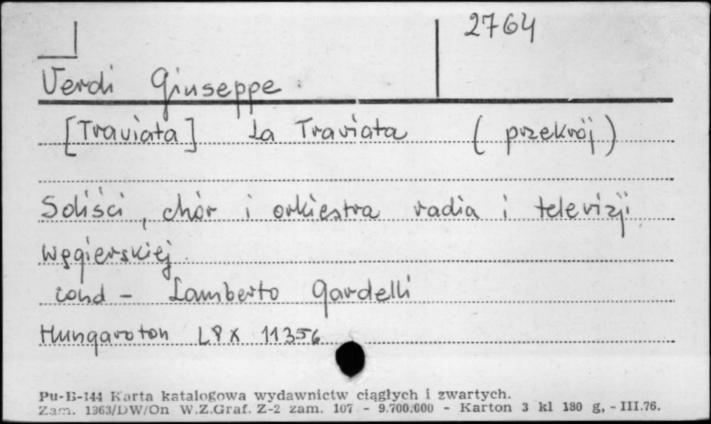 2764
Verdi Giuseppe
[Traviata] La Traviata (przekrój)
Soliści, chór i orkiestra radia i telewizji
węgierskiej
cond - Lamberto Gardelli
Hungaroton LPX 11356
Pu-B-144 Karta katalogowa wydawnictw ciągłych i zwartych.
Zam. 1363/DW/On W.Z.Graf. Z-2 zam. 107 - 9.700.000 - Karton 3 kl 180 g, - III.76.